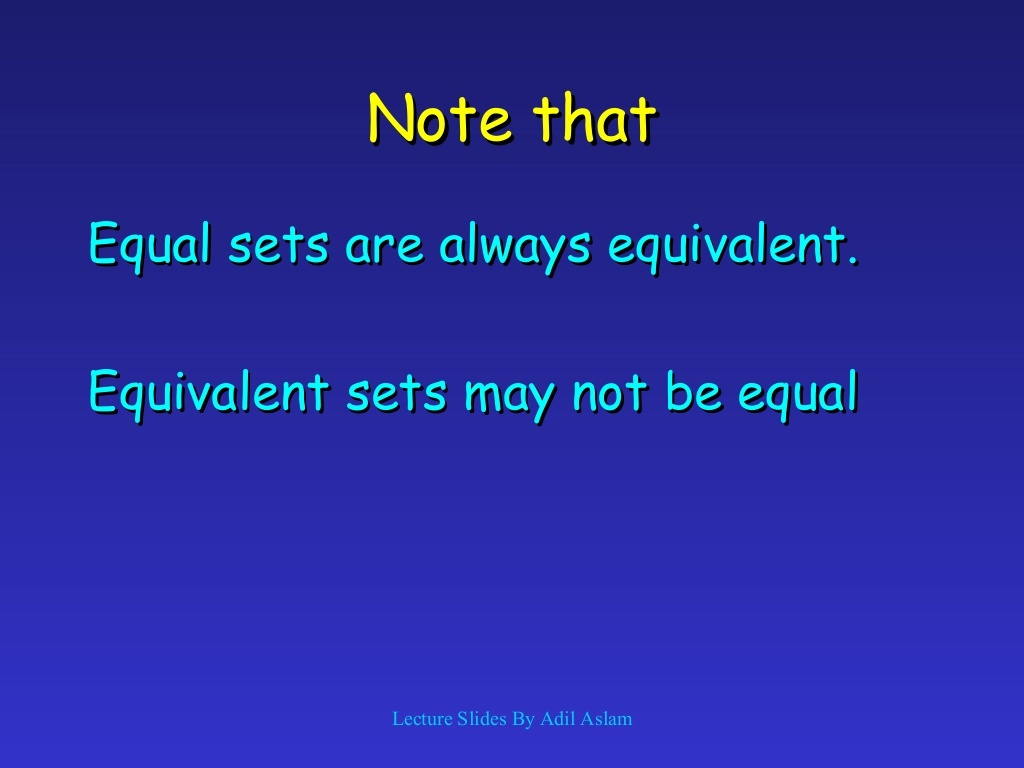 Note that
Equal sets are always equivalent.
Equivalent sets may not be equal
Lecture Slides By Adil Aslam